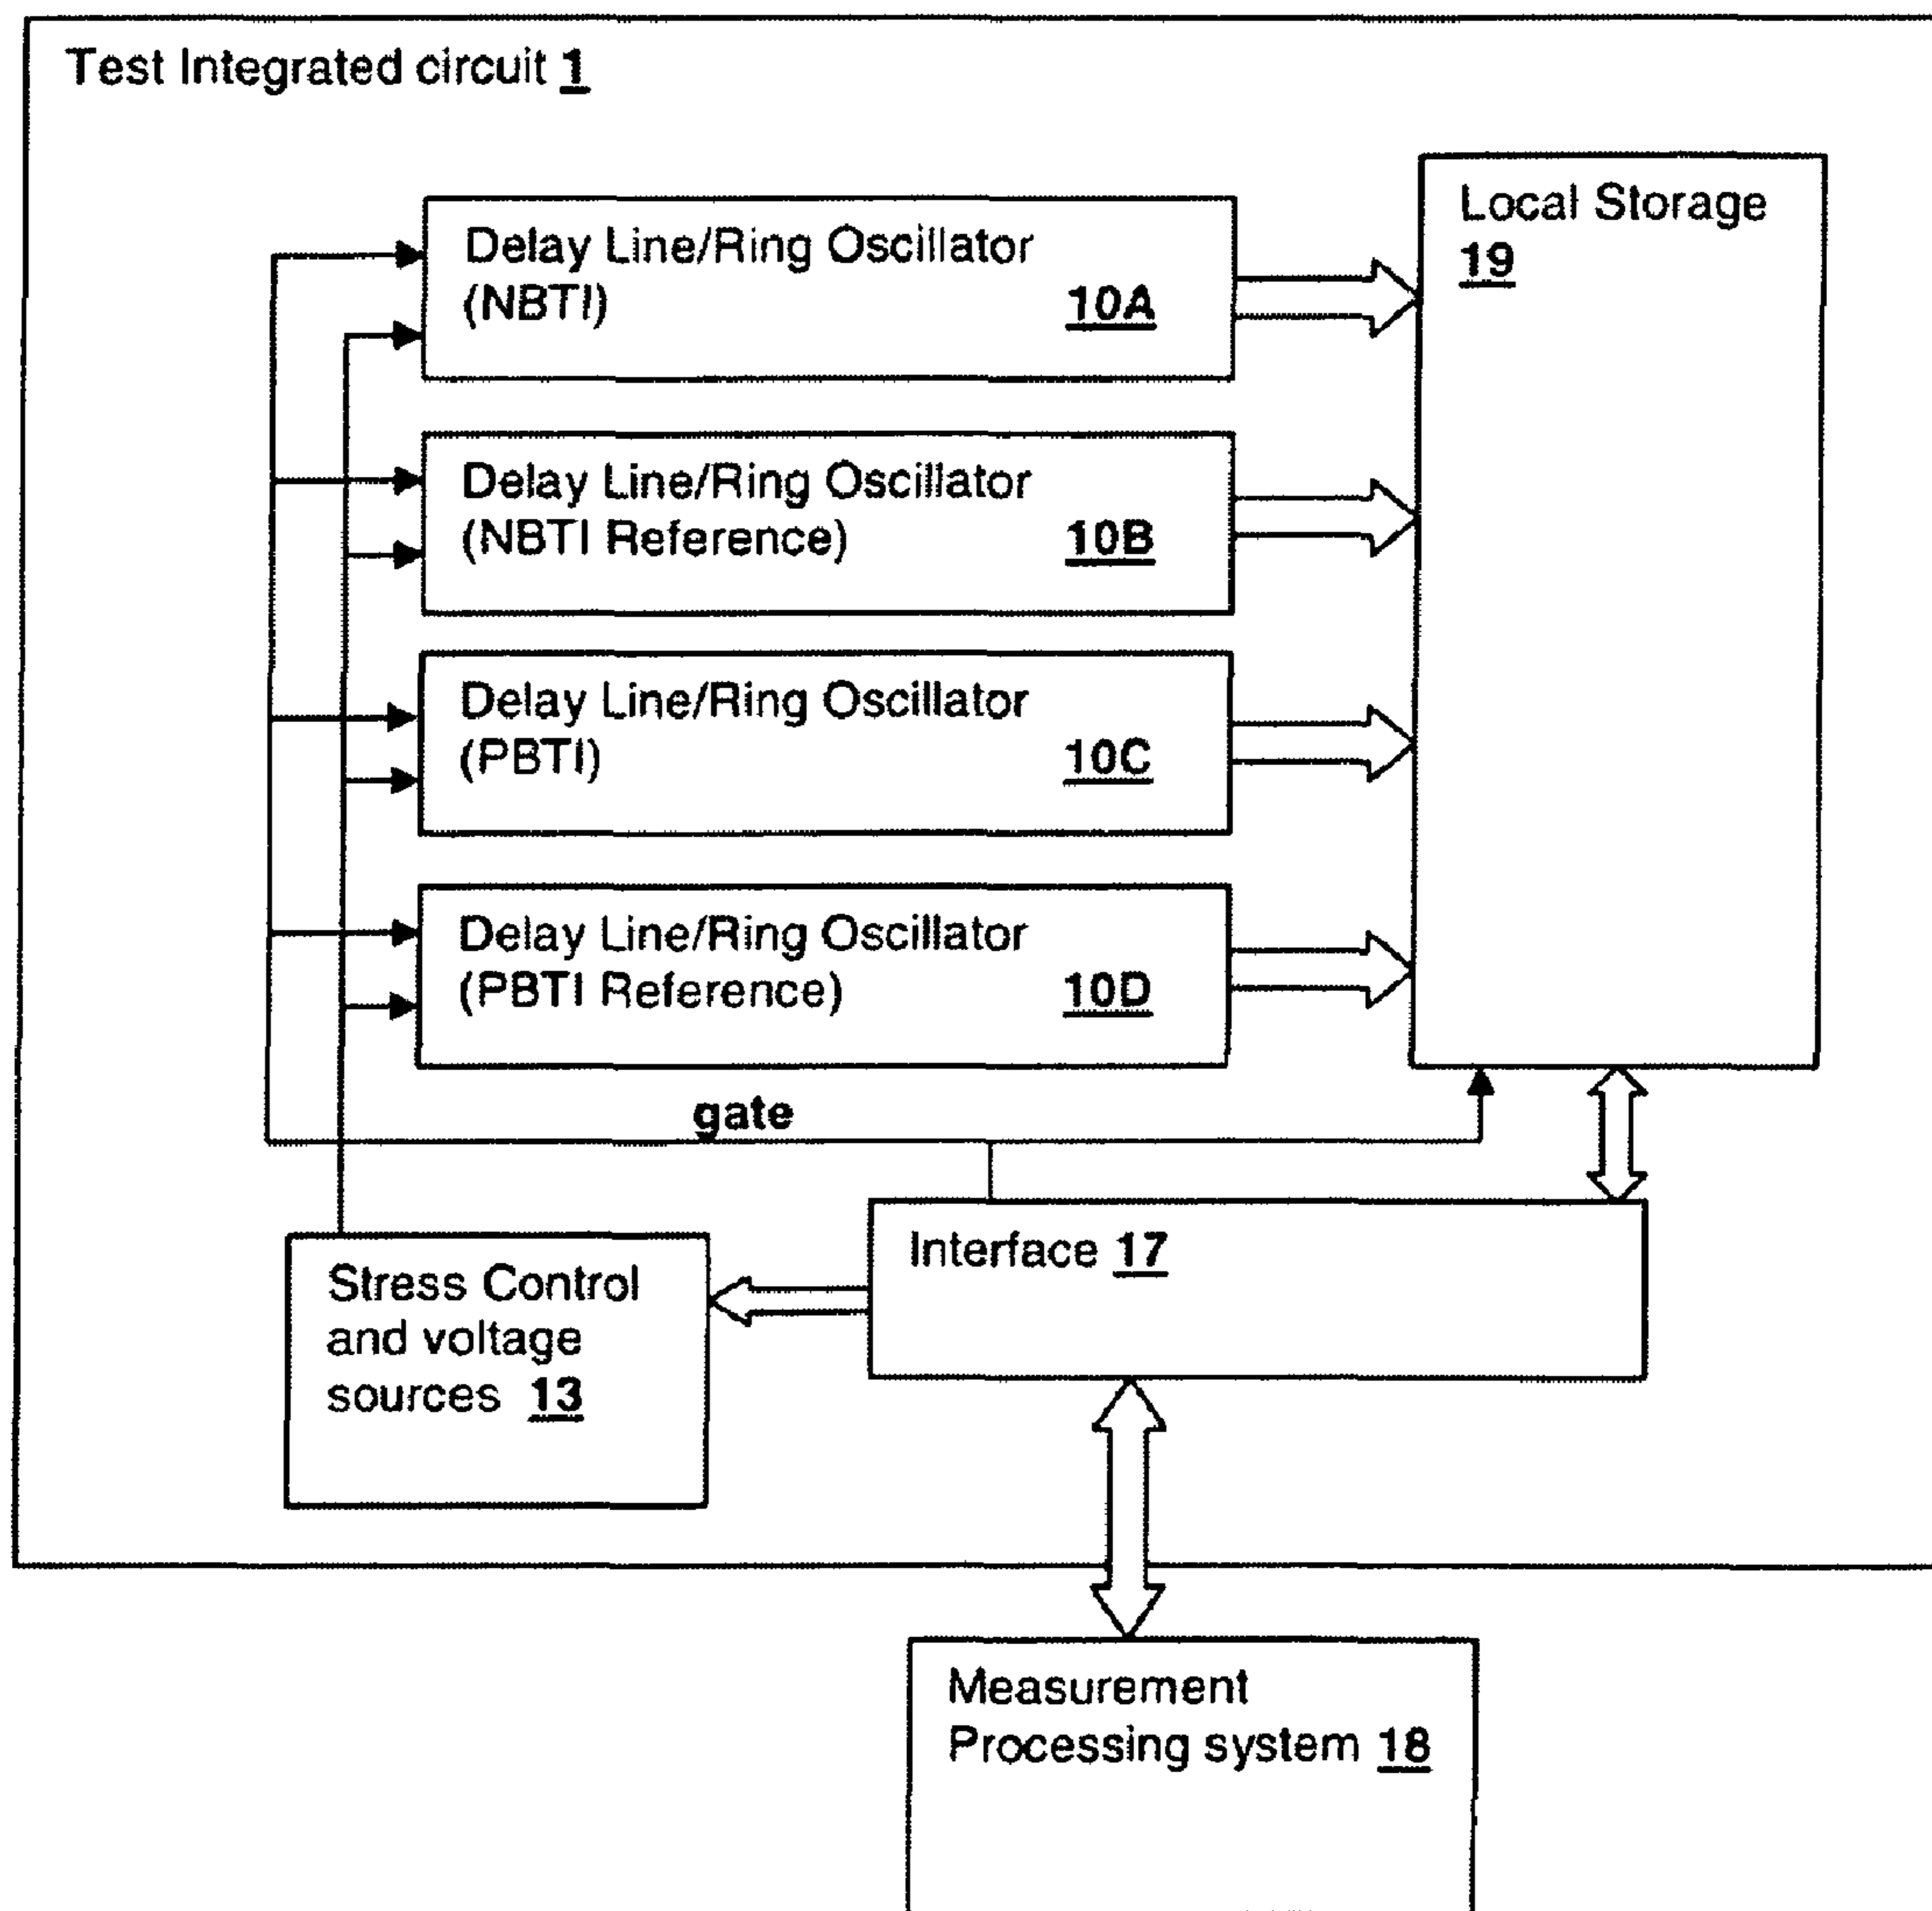 Test Integrated circuit 1
Delay Line/Ring Oscillator
(NBTI) 10A
Local Storage
19
Delay Line/Ring Oscillator
(NBTI Reference) 10B
Delay Line/Ring Oscillator
(PBTI) 10C
Delay Line/Ring Oscillator
(PBTI Reference) 10D
gate
Interface 17
Stress Control
and voltage
sources 13
Measurement
Processing system 18